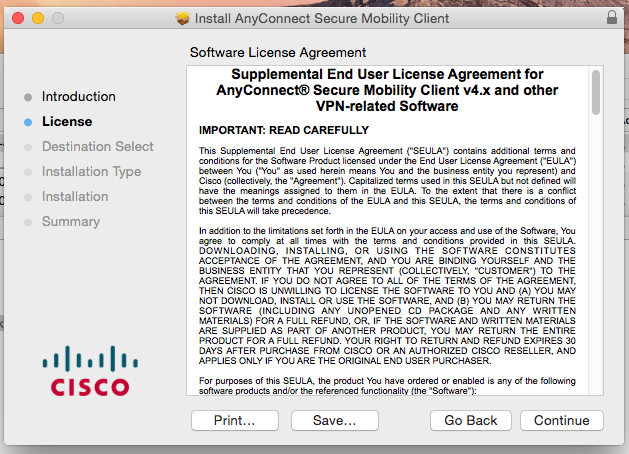 Install AnyConnect Secure Mobility Client
Software License Agreement
Introduction
License
Destination Select
Installation Type
Installation
Summary
Supplemental End User License Agreement for
AnyConnect® Secure Mobility Client v4.x and other
VPN-related Software
IMPORTANT: READ CAREFULLY
This Supplemental End User License Agreement ("SEULA") contains additional terms and
conditions for the Software Product licensed under the End User License Agreement ("EULA")
between You ("You" as used herein means You and the business entity you represent) and
Cisco (collectively, the "Agreement"). Capitalized terms used in this SEULA but not defined will
have the meanings assigned to them in the EULA. To the extent that there is a conflict
between the terms and conditions of the EULA and this SEULA, the terms and conditions of
this SEULA will take precedence.
In addition to the limitations set forth in the EULA on your access and use of the Software, You
agree to comply at all times with the terms and conditions provided in this SEULA.
DOWNLOADING, INSTALLING, OR USING THE SOFTWARE CONSTITUTES
ACCEPTANCE OF THE AGREEMENT, AND YOU ARE BINDING YOURSELF AND THE
BUSINESS ENTITY THAT YOU REPRESENT (COLLECTIVELY, "CUSTOMER") TO THE
AGREEMENT. IF YOU DO NOT AGREE TO ALL OF THE TERMS OF THE AGREEMENT,
THEN CISCO IS UNWILLING TO LICENSE THE SOFTWARE TO YOU AND (A) YOU MAY
NOT DOWNLOAD, INSTALL OR USE THE SOFTWARE, AND (B) YOU MAY RETURN THE
SOFTWARE (INCLUDING ANY UNOPENED CD PACKAGE AND ANY WRITTEN
MATERIALS) FOR A FULL REFUND, OR, IF THE SOFTWARE AND WRITTEN MATERIALS
ARE SUPPLIED AS PART OF ANOTHER PRODUCT, YOU MAY RETURN THE ENTIRE
PRODUCT FOR A FULL REFUND. YOUR RIGHT TO RETURN AND REFUND EXPIRES 30
DAYS AFTER PURCHASE FROM CISCO OR AN AUTHORIZED CISCO RESELLER, AND
APPLIES ONLY IF YOU ARE THE ORIGINAL END USER PURCHASER.
For purposes of this SEULA, the product You have ordered or enabled is any of the following
software products and/or the referenced functionality (the "Software"):
CISCO
Print...
Save...
Go Back
Continue